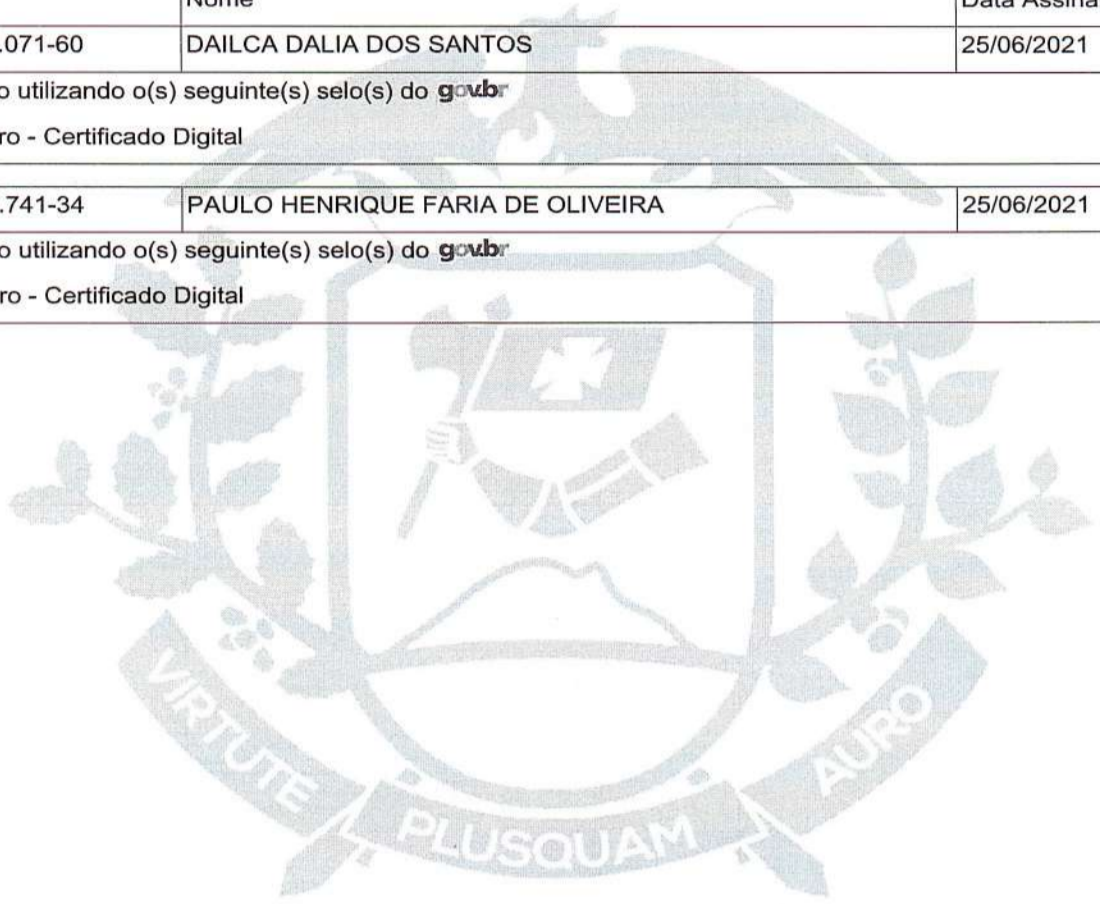 Nome Data Assina
.071-60 DAILCA DALIA DOS SANTOS 25/06/2021
o utilizando o(s) seguinte(s) selo(s) do gov.br
ro - Certificado Digital
.741-34 PAULO HENRIQUE FARIA DE OLIVEIRA 25/06/2021
o utilizando o(s) seguinte(s) selo(s) do gov.br
ro - Certificado Digital
VIRTUTE PLUSQUAM AURO